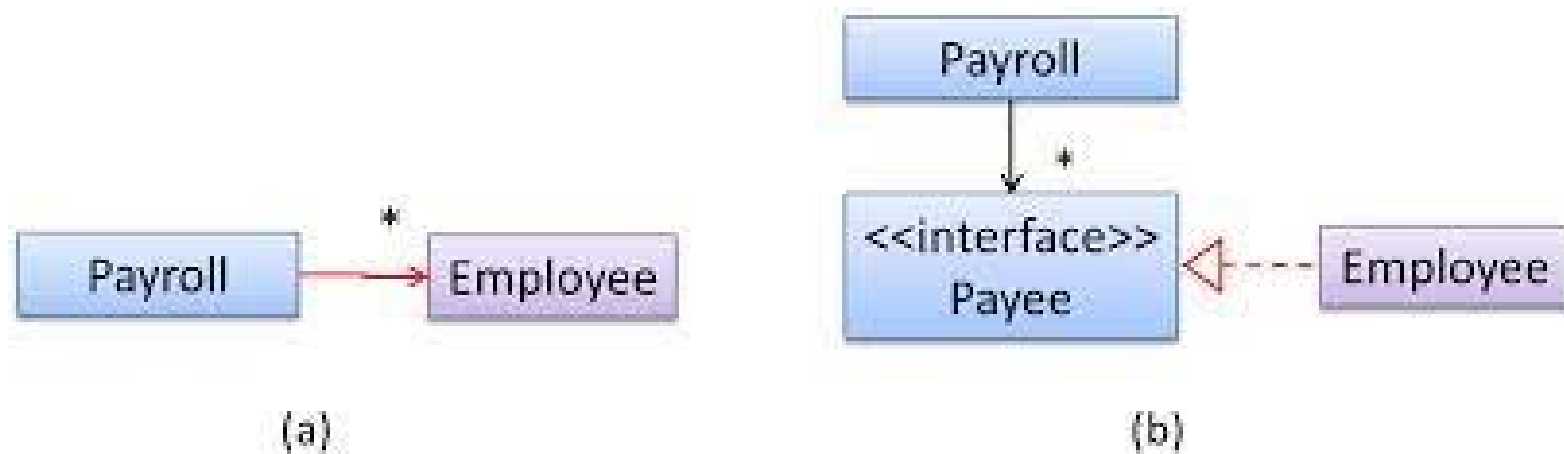 *
Payroll
Employee
(a)
Payroll
*
<<interface>>
Payee
Employee
(b)